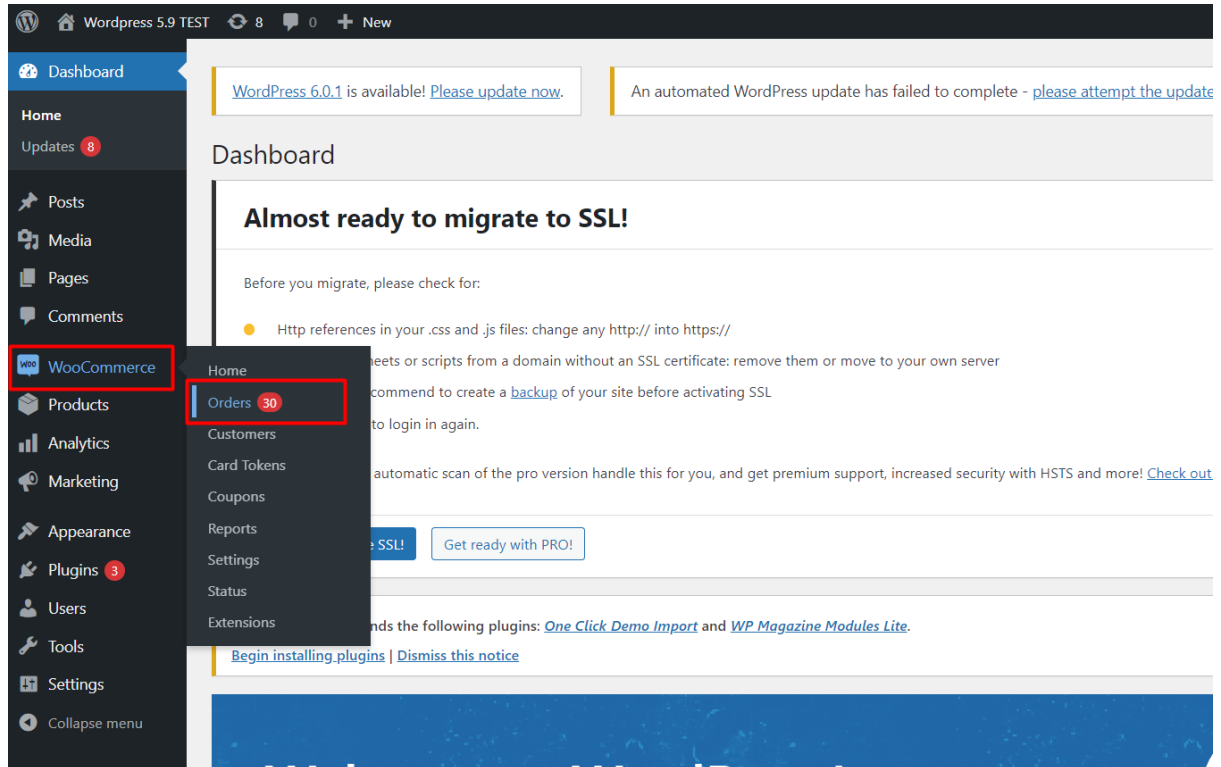 Wordpress 5.9 TEST 8 0 New
Dashboard
Home
Updates 8
Posts
Media
Pages
Comments
WOO WooCommerce
Products
Analytics
Marketing
Appearance
Plugins 3
Users
Tools
Settings
Collapse menu
Home
Orders 30
Customers
Card Tokens
Coupons
Reports
Settings
Status
Extensions
WordPress 6.0.1 is available! Please update now.
An automated WordPress update has failed to complete - please attempt the update
Dashboard
Almost ready to migrate to SSL!
Before you migrate, please check for:
Http references in your .css and .js files: change any http:// into https://
or scripts from a domain without an SSL certificate: remove them or move to your own server
to create a backup of your site before activating SSL
to login in again.
automatic scan of the pro version handle this for you, and get premium support, increased security with HSTS and more! Check out
SSL! Get ready with PRO!
the following plugins: One Click Demo Import and WP Magazine Modules Lite.
Begin installing plugins | Dismiss this notice